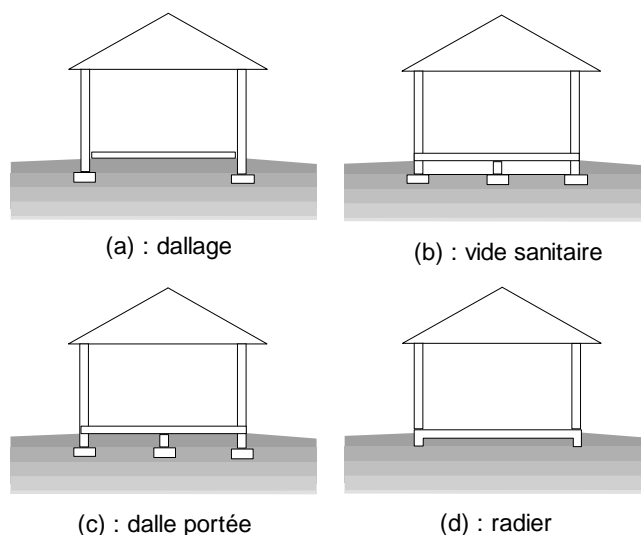 (a) : dallage
(b) : vide sanitaire
(c) : dalle portée
(d) : radier